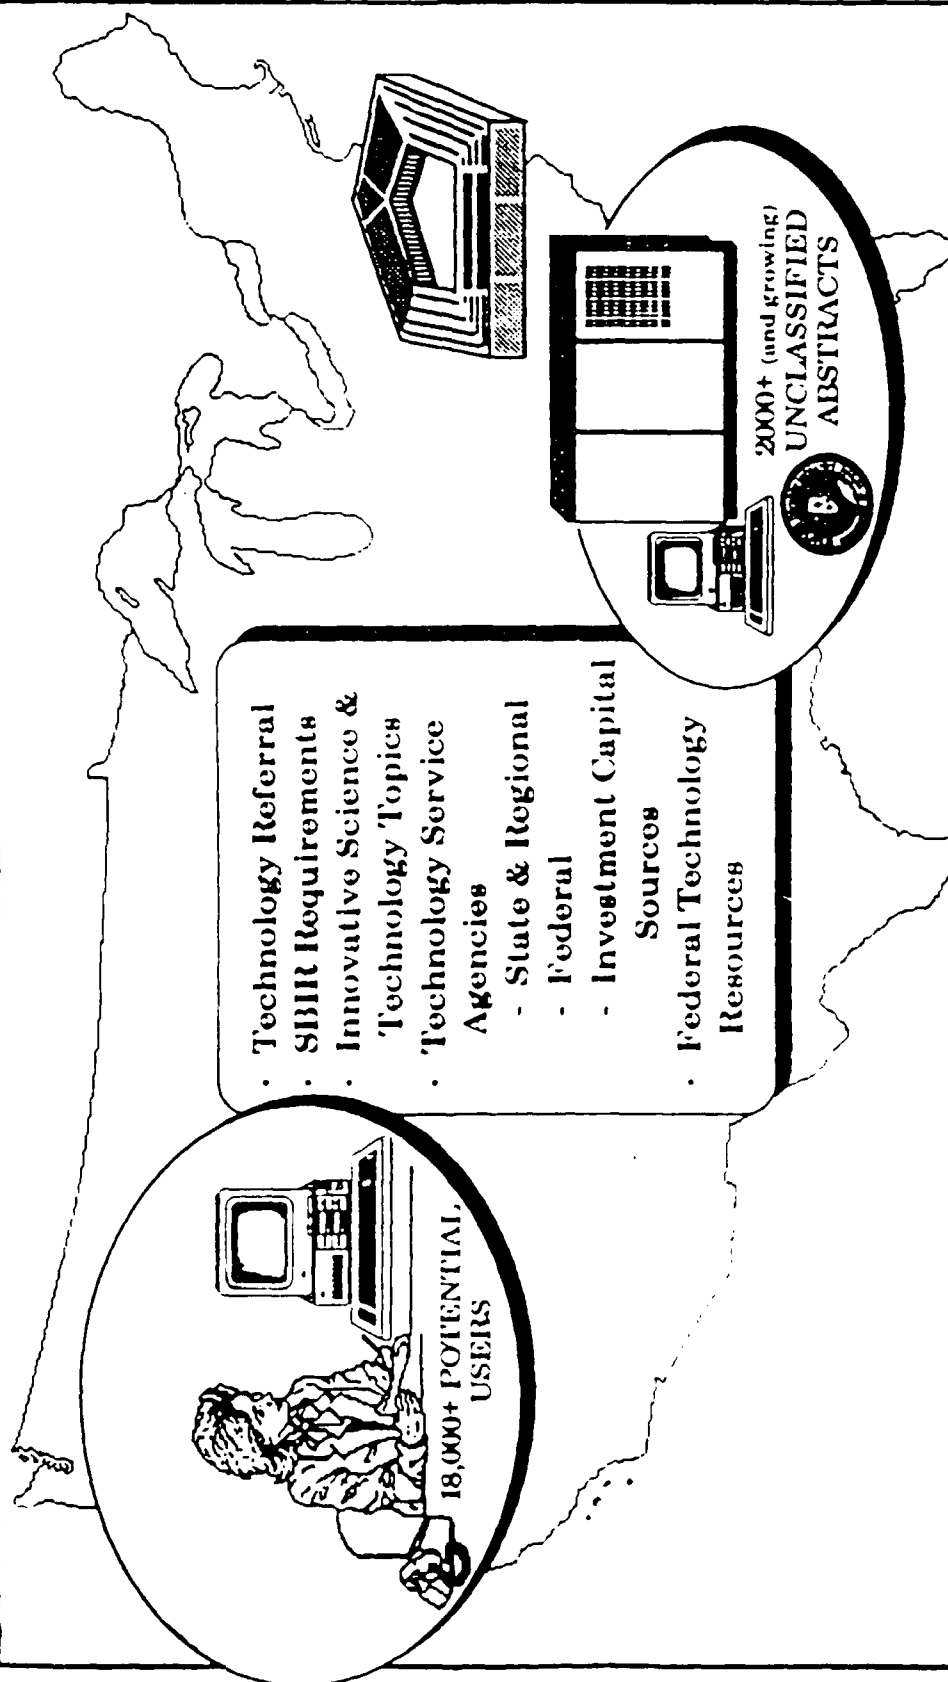 18,000+ POTENTIAL
USERS
· Technology Referral
· SBIR Requirements
· Innovative Science &
Technology Topics
· Technology Service
Agencies
- State & Regional
- Federal
- Investment Capital
Sources
· Federal Technology
Resources
2000+ (and growing)
UNCLASSIFIED
ABSTRACTS